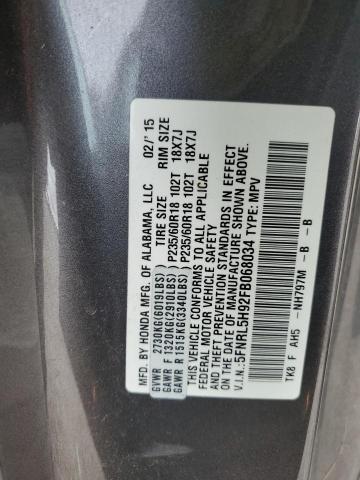 MFD. BY HONDA MFG. OF ALABAMA, LLC 02/'15
GVWR 2730KG(6019LBS) TIRE SIZE RIM SIZE
GAWR F 1320KG(2910LBS) P235/60R18 102T 18X7J
GAWR R 1515KG(3340LBS) P235/60R18 102T 18X7J
THIS VEHICLE CONFORMS TO ALL APPLICABLE
FEDERAL MOTOR VEHICLE SAFETY
AND THEFT PREVENTION STANDARDS IN EFFECT
ON THE DATE OF MANUFACTURE SHOWN ABOVE.
V.I.N.:5FNRL5H92FB068034 TYPE: MPV
TK8 F AH5 -NH797M - B - B